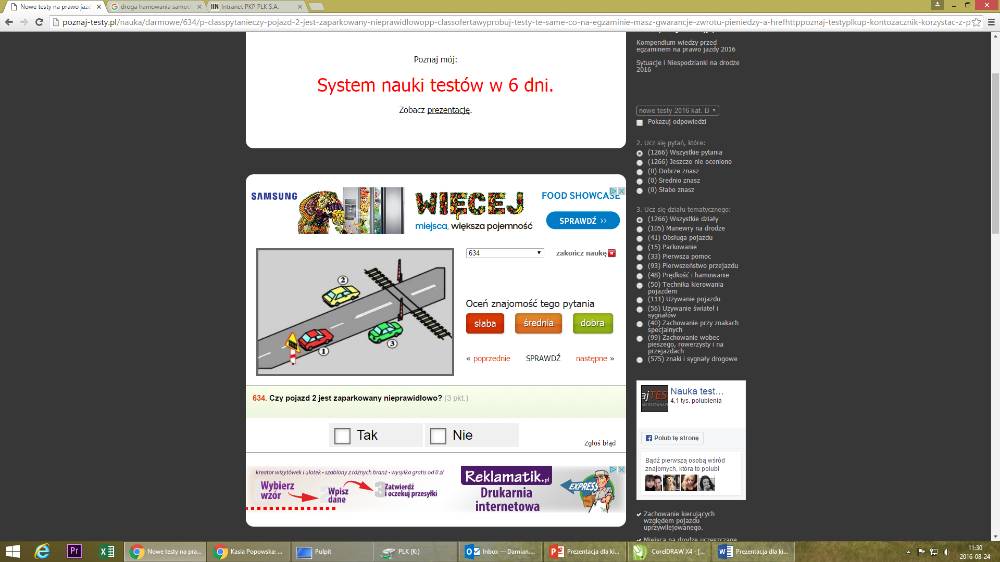 Nowe testy na prawo jazd
droga hamowania samoch
IIN Intranet PKP PLK S.A.
poznaj-testy.pl/nauka/darmowe/634/p-classpytanieczy-pojazd-2-jest-zaparkowany-nieprawidlowopp-classofertawyprobuj-testy-te-same-co-na-egzaminie-masz-gwarancje-zwrotu-pieniedzy-a-hrefhttppoznaj-testyplkup-kontozacznik-korzystac-z-p
Poznaj mój:
System nauki testów w 6 dni.
Zobacz prezentację.
Kompendium wiedzy przed
egzaminem na prawo jazdy 2016
Sytuacje i Niespodzianki na drodze
2016
nowe testy 2016 kat. B
Pokazuj odpowiedzi
2. Ucz się pytań, które:
(1266) Wszystkie pytania
(1266) Jeszcze nie oceniono
(0) Dobrze znasz
(0) Średnio znasz
(0) Słabo znasz
3. Ucz się działu tematycznego:
(1266) Wszystkie działy
(105) Manewry na drodze
(41) Obsługa pojazdu
(15) Parkowanie
(33) Pierwsza pomoc
(93) Pierwszeństwo przejazdu
(48) Prędkość i hamowanie
(50) Technika kierowania
pojazdem
(111) Używanie pojazdu
(56) Używanie świateł i
sygnałów
(40) Zachowanie przy znakach
specjalnych
(99) Zachowanie wobec
pieszego, rowerzysty i na
przejazdach
(575) znaki i sygnały drogowe
SAMSUNG
WIĘCEJ
miejsca, większa pojemność
FOOD SHOWCASE
SPRAWDŹ >>
634
zakończ naukę
2
1
3
Oceń znajomość tego pytania
słaba
średnia
dobra
« poprzednie
SPRAWDŹ
następne »
634. Czy pojazd 2 jest zaparkowany nieprawidłowo? (3 pkt.)
Tak
Nie
Zgłoś błąd
kreator wizytówek i ulotek • szablony z różnych branż • wysyłka gratis od 0 zł
Wybierz
wzór
2 Wpisz
dane
3 Zatwierdź
i oczekuj przesyłki
Reklamatik.pl
Drukarnia
internetowa
EXPRESS
ajTES
Nauka test...
4,1 tys. polubienia
Polub tę stronę
Bądź pierwszą osobą wśród
znajomych, która to polubi
Zachowanie kierujących
względem pojazdu
uprzywilejowanego.
Miejsca na drodze uczęszczane
Pr
Nowe testy na pra...
Kasia Popowska: ...
Pulpit
PLK (K:)
Inbox — Damian....
Prezentacja dla ki...
CorelDRAW X4 - [...
Prezentacja dla ki...
11:30
2016-08-24